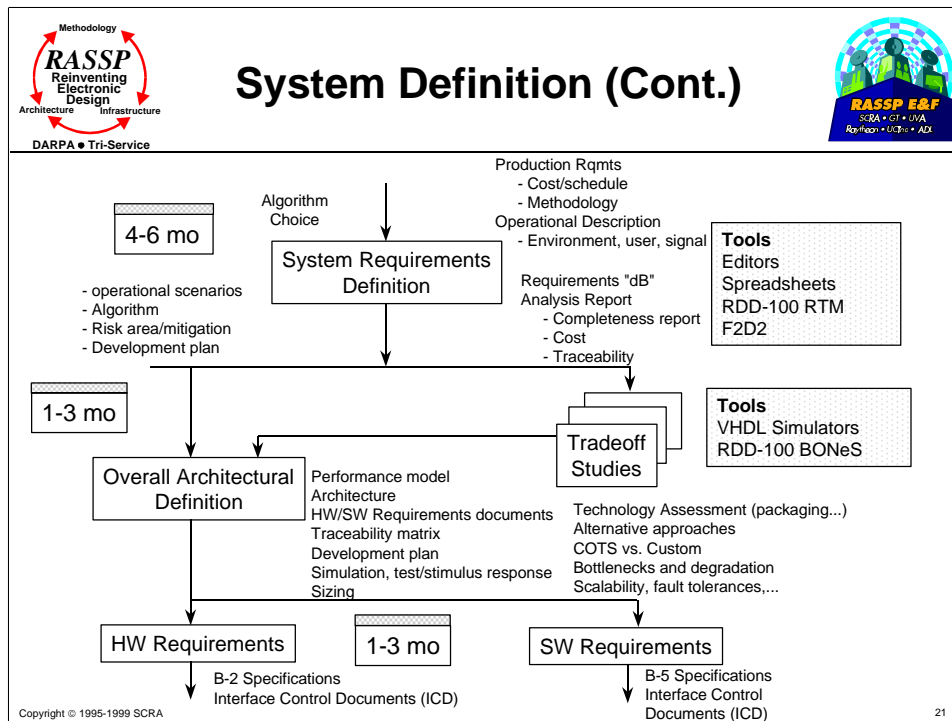 Methodology
RASSP
Reinventing
Electronic
Design
Architecture
Infrastructure
DARPA • Tri-Service
System Definition (Cont.)
RASSP E&F
SCRA • GT • UVA
Raytheon • UCinc • ADL
Algorithm
Choice
Production Rqmts
- Cost/schedule
- Methodology
Operational Description
- Environment, user, signal
4-6 mo
System Requirements
Definition
Tools
Editors
Spreadsheets
RDD-100 RTM
F2D2
- operational scenarios
- Algorithm
- Risk area/mitigation
- Development plan
Requirements "dB"
Analysis Report
- Completeness report
- Cost
- Traceability
1-3 mo
Tradeoff
Studies
Tools
VHDL Simulators
RDD-100 BONeS
Overall Architectural
Definition
Performance model
Architecture
HW/SW Requirements documents
Traceability matrix
Development plan
Simulation, test/stimulus response
Sizing
Technology Assessment (packaging...)
Alternative approaches
COTS vs. Custom
Bottlenecks and degradation
Scalability, fault tolerances,...
HW Requirements
1-3 mo
SW Requirements
B-2 Specifications
Interface Control Documents (ICD)
B-5 Specifications
Interface Control
Documents (ICD)
Copyright © 1995-1999 SCRA
21